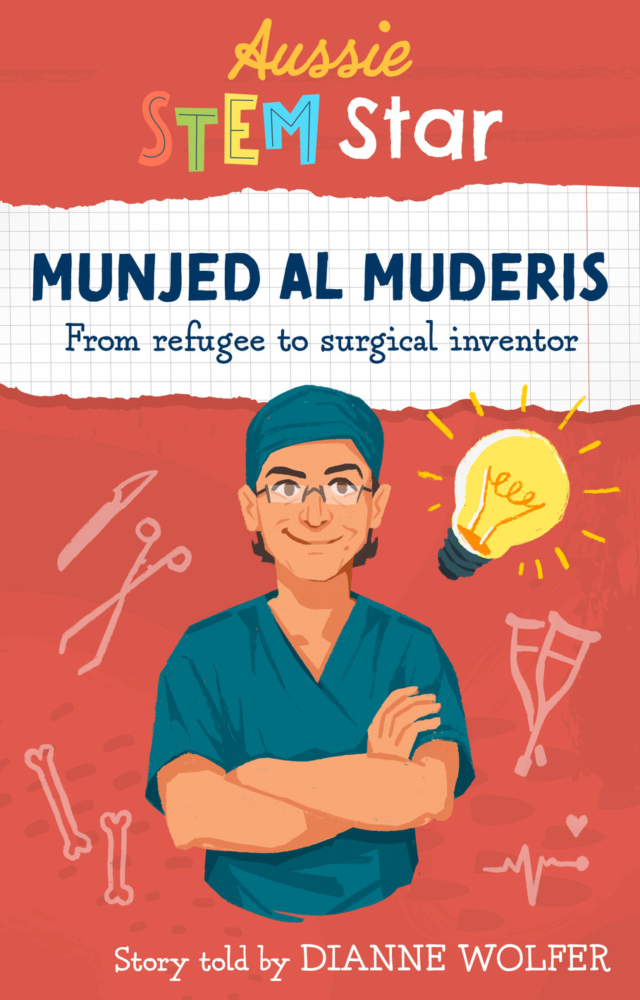 Aussie
STEM Star
MUNJED AL MUDERIS
From refugee to surgical inventor
Story told by DIANNE WOLFER